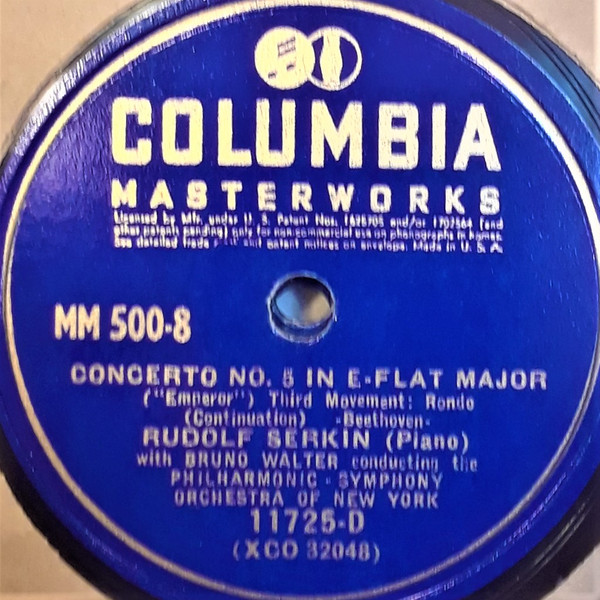 COLUMBIA
MASTERWORKS
Licensed by Mfr. under U. S. Patent Nos. 1625705 and/or 1702564 (and
other patents pending) only for non-commercial use on phonographs in homes.
See detailed trade and patent notices on envelope. Made in U. S. A.
MM 500-8
CONCERTO NO. 5 IN E-FLAT MAJOR
("Emperor") Third Movement: Rondo
(Continuation) -Beethoven-
RUDOLF SERKIN (Piano)
with BRUNO WALTER conducting the
PHILHARMONIC - SYMPHONY
ORCHESTRA OF NEW YORK
11725-D
(XCO 32048)